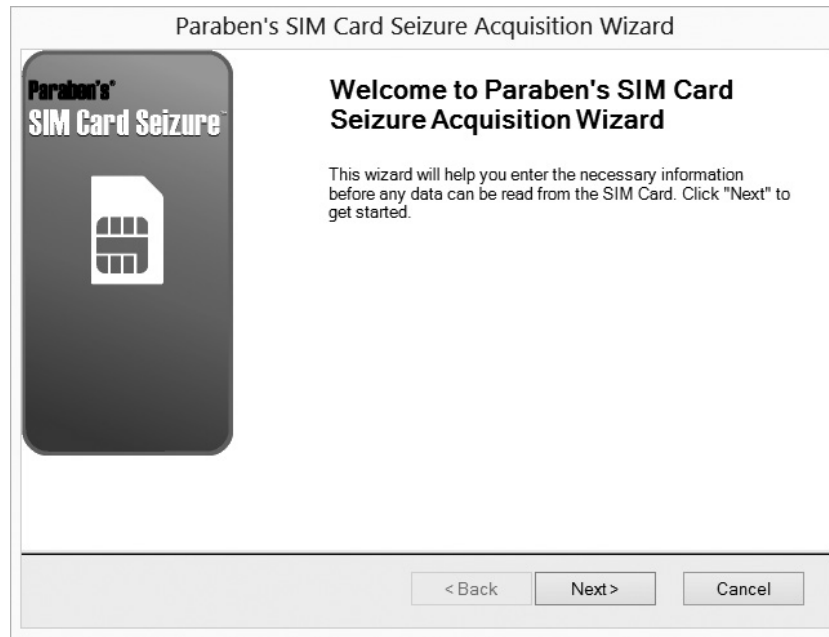 Paraben's SIM Card Seizure Acquisition Wizard
Paraben's®
SIM Card Seizure™
Welcome to Paraben's SIM Card
Seizure Acquisition Wizard
This wizard will help you enter the necessary information
before any data can be read from the SIM Card. Click "Next" to
get started.
< Back
Next >
Cancel